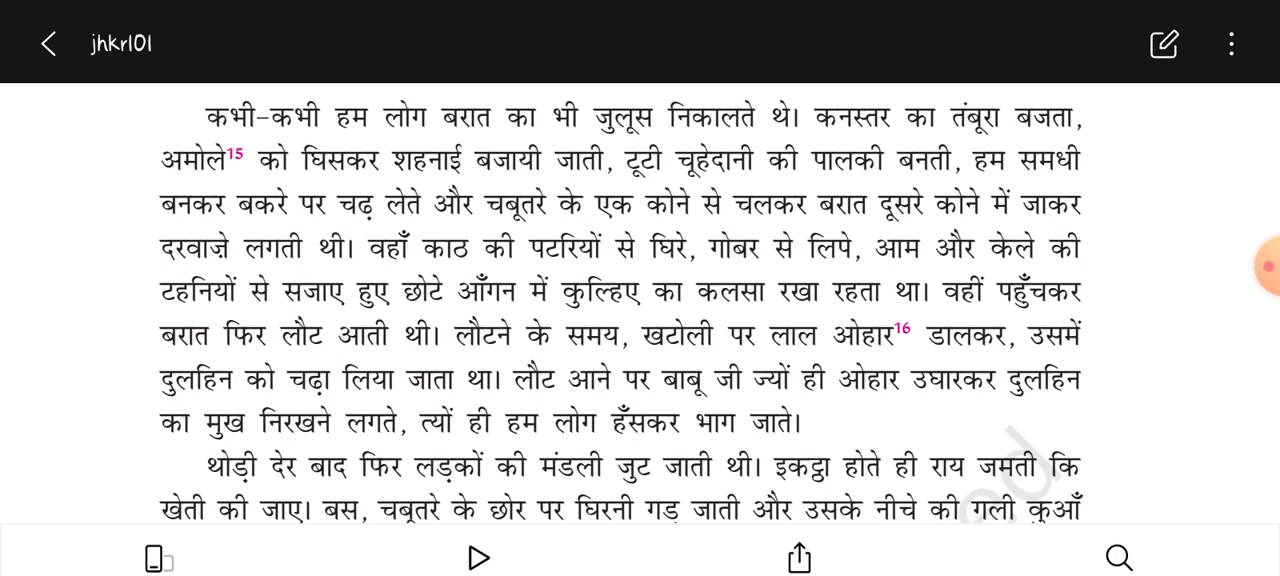 jhkr101
कभी-कभी हम लोग बरात का भी जुलूस निकालते थे। कनस्तर का तंबूरा बजता,
अमोले15 को घिसकर शहनाई बजायी जाती, टूटी चूहेदानी की पालकी बनती, हम समधी
बनकर बकरे पर चढ़ लेते और चबूतरे के एक कोने से चलकर बरात दूसरे कोने में जाकर
दरवाज़े लगती थी। वहाँ काठ की पटरियों से घिरे, गोबर से लिपे, आम और केले की
टहनियों से सजाए हुए छोटे आँगन में कुल्हिए का कलसा रखा रहता था। वहीं पहुँचकर
बरात फिर लौट आती थी। लौटने के समय, खटोली पर लाल ओहार16 डालकर, उसमें
दुलहिन को चढ़ा लिया जाता था। लौट आने पर बाबू जी ज्यों ही ओहार उघारकर दुलहिन
का मुख निरखने लगते, त्यों ही हम लोग हँसकर भाग जाते।
थोड़ी देर बाद फिर लड़कों की मंडली जुट जाती थी। इकट्ठा होते ही राय जमती कि
खेती की जाए। बस, चबूतरे के छोर पर घिरनी गड़ जाती और उसके नीचे की गली कुआँ